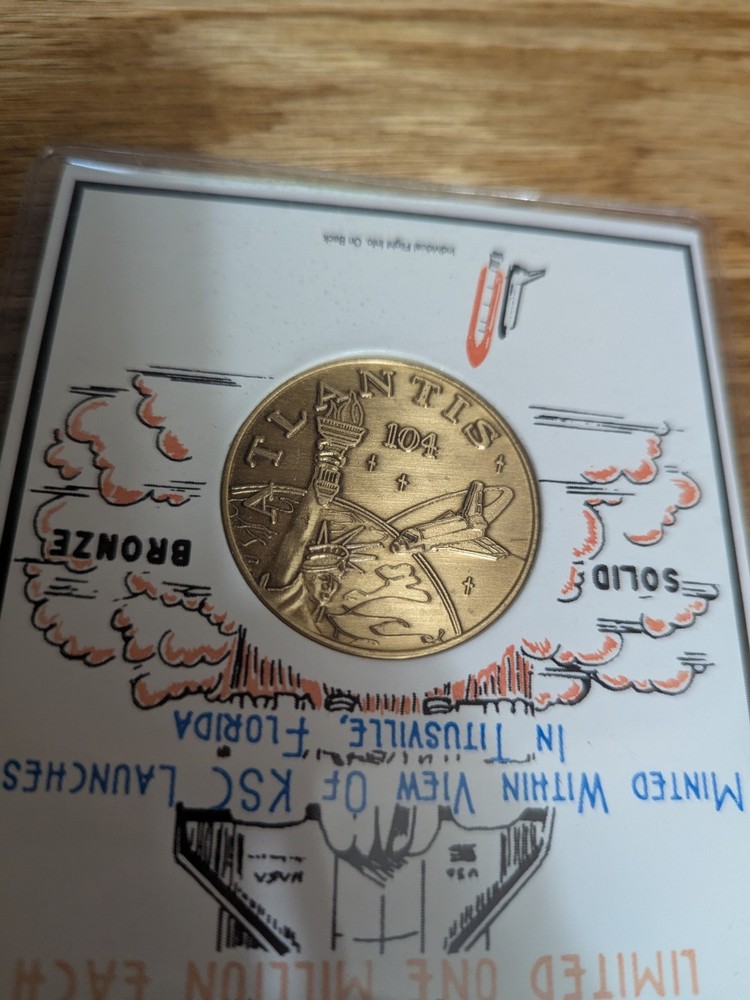 LIMITED ONE MILLION EACH
NASA
USA
MINTED WITHIN VIEW OF KSC LAUNCHES
IN TITUSVILLE, FLORIDA
SOLID
BRONZE
ATLANTIS
104
Individual Flight Info. On Back